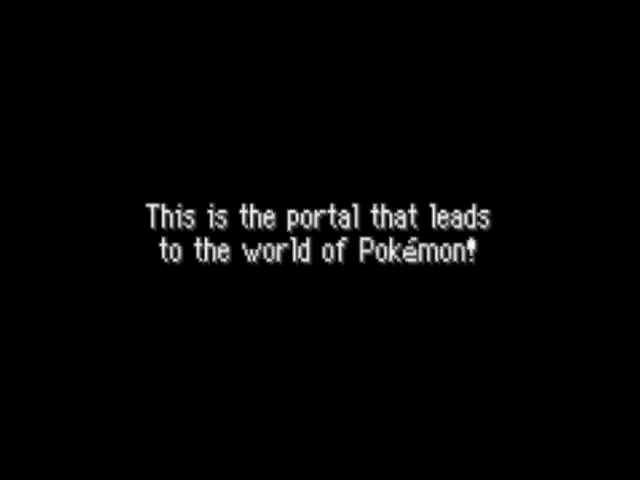 This is the portal that leads
to the world of Pokémon!